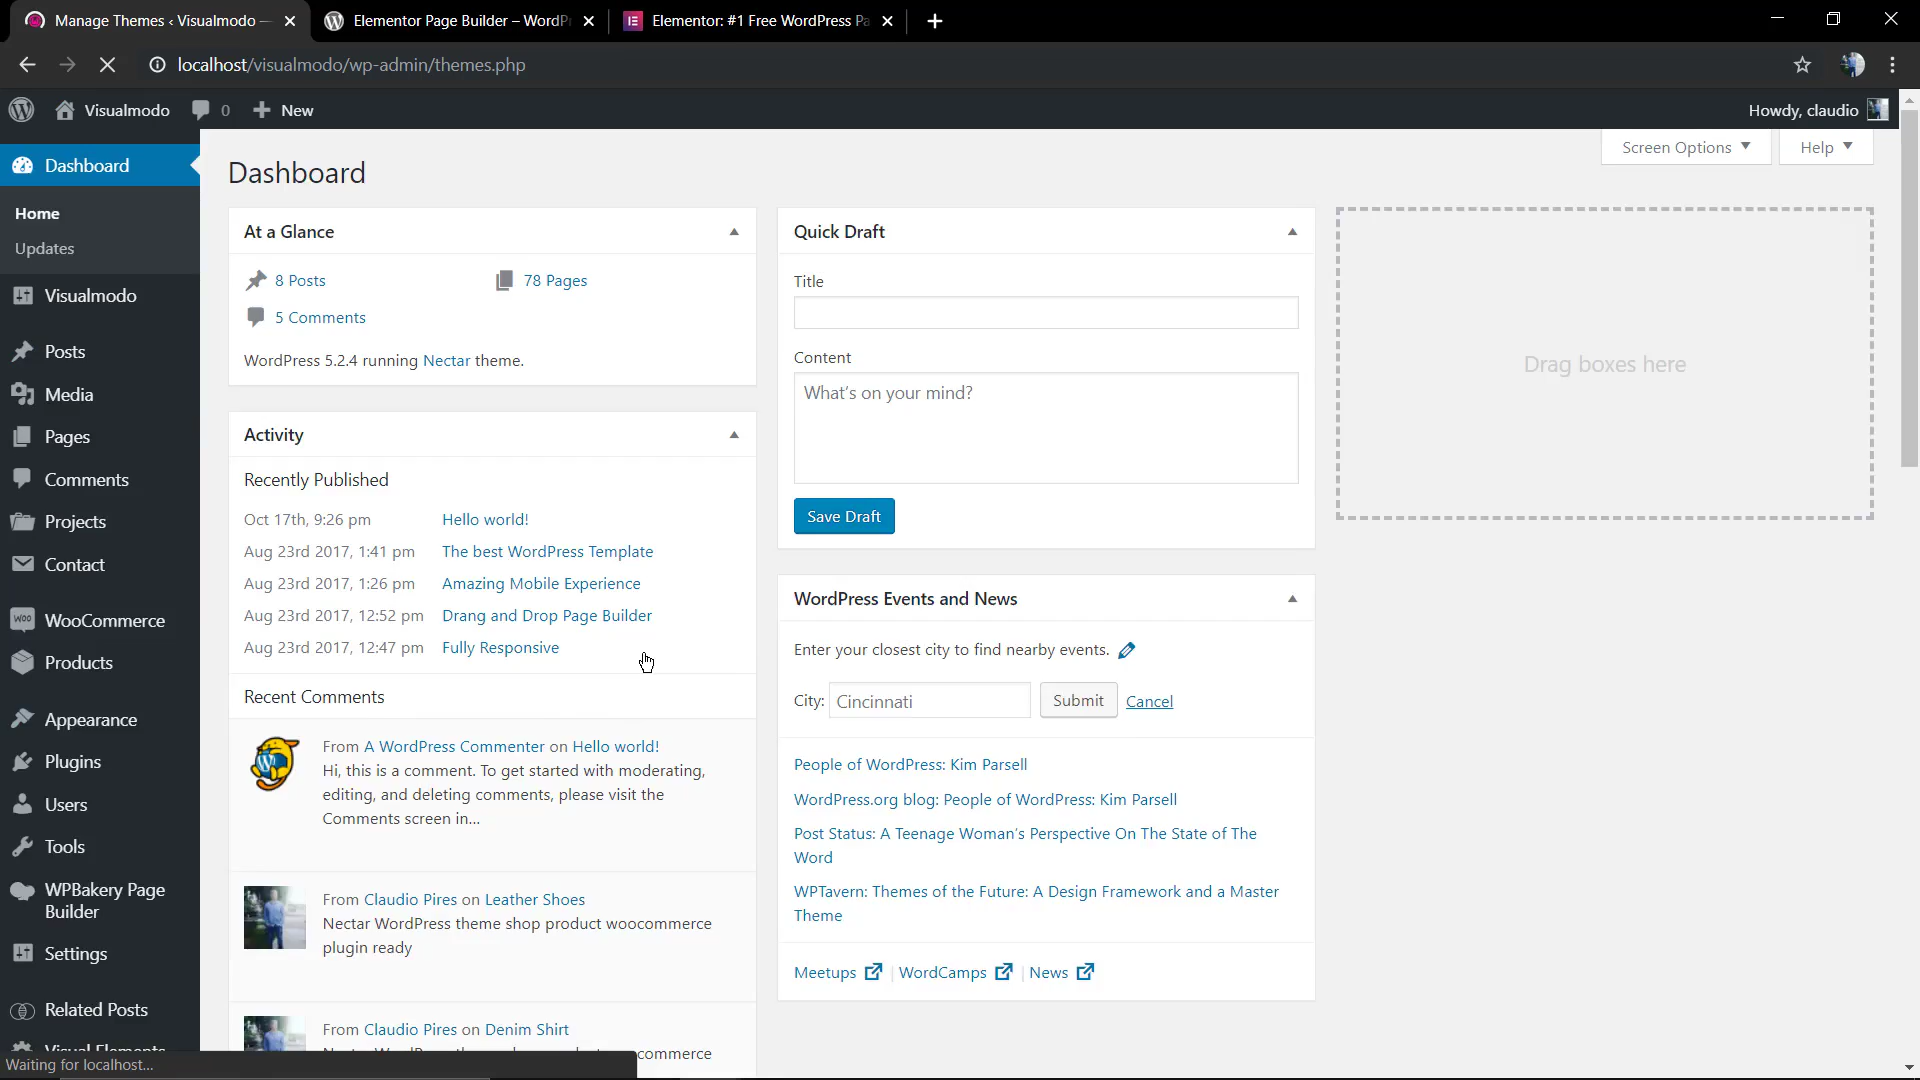 Manage Themes ‹ Visualmodo —
Elementor Page Builder – WordP
Elementor: #1 Free WordPress Pa
localhost/visualmodo/wp-admin/themes.php
Visualmodo
0
New
Howdy, claudio
Dashboard
Home
Updates
Visualmodo
Posts
Media
Pages
Comments
Projects
Contact
WooCommerce
Products
Appearance
Plugins
Users
Tools
WPBakery Page
Builder
Settings
Related Posts
Visual Elements
Waiting for localhost...
Screen Options
Help
Dashboard
At a Glance
8 Posts
78 Pages
5 Comments
WordPress 5.2.4 running Nectar theme.
Activity
Recently Published
Oct 17th, 9:26 pm Hello world!
Aug 23rd 2017, 1:41 pm The best WordPress Template
Aug 23rd 2017, 1:26 pm Amazing Mobile Experience
Aug 23rd 2017, 12:52 pm Drang and Drop Page Builder
Aug 23rd 2017, 12:47 pm Fully Responsive
Recent Comments
From A WordPress Commenter on Hello world!
Hi, this is a comment. To get started with moderating,
editing, and deleting comments, please visit the
Comments screen in...
From Claudio Pires on Leather Shoes
Nectar WordPress theme shop product woocommerce
plugin ready
From Claudio Pires on Denim Shirt
commerce
Quick Draft
Title
Content
What's on your mind?
Save Draft
WordPress Events and News
Enter your closest city to find nearby events.
City: Cincinnati Submit Cancel
People of WordPress: Kim Parsell
WordPress.org blog: People of WordPress: Kim Parsell
Post Status: A Teenage Woman's Perspective On The State of The
Word
WPTavern: Themes of the Future: A Design Framework and a Master
Theme
Meetups | WordCamps | News
Drag boxes here